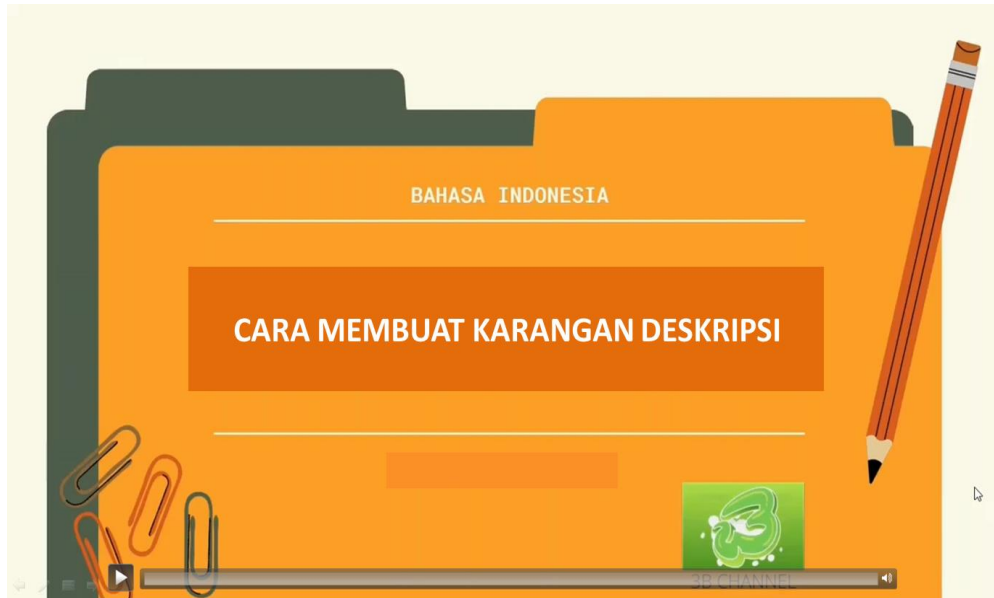 BAHASA INDONESIA
CARA MEMBUAT KARANGAN DESKRIPSI
3B CHANNEL